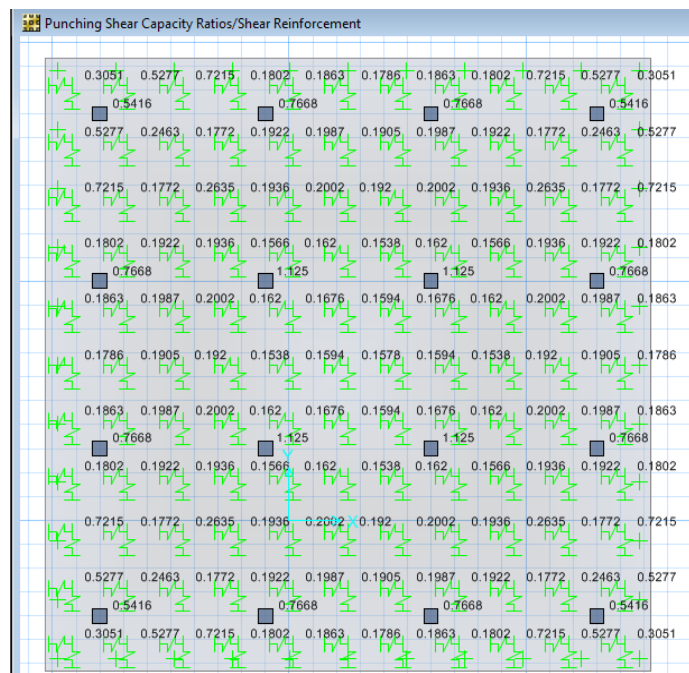 Punching Shear Capacity Ratios/Shear Reinforcement
0.3051 0.5277 0.7215 0.1802 0.1863 0.1786 0.1863 0.1802 0.7215 0.5277 0.3051
0.5416 0.7668 0.7668 0.5416
0.5277 0.2463 0.1772 0.1922 0.1987 0.1905 0.1987 0.1922 0.1772 0.2463 0.5277
0.7215 0.1772 0.2635 0.1936 0.2002 0.192 0.2002 0.1936 0.2635 0.1772 0.7215
0.1802 0.1922 0.1936 0.1566 0.162 0.1538 0.162 0.1566 0.1936 0.1922 0.1802
0.7668 1.125 1.125 0.7668
0.1863 0.1987 0.2002 0.162 0.1676 0.1594 0.1676 0.162 0.2002 0.1987 0.1863
0.1786 0.1905 0.192 0.1538 0.1594 0.1578 0.1594 0.1538 0.192 0.1905 0.1786
0.1863 0.1987 0.2002 0.162 0.1676 0.1594 0.1676 0.162 0.2002 0.1987 0.1863
0.7668 1.125 1.125 0.7668
Y
0.1802 0.1922 0.1936 0.1566 0.162 0.1538 0.162 0.1566 0.1936 0.1922 0.1802
0.7215 0.1772 0.2635 0.1936 0.2002 X 0.192 0.2002 0.1936 0.2635 0.1772 0.7215
0.5277 0.2463 0.1772 0.1922 0.1987 0.1905 0.1987 0.1922 0.1772 0.2463 0.5277
0.5416 0.7668 0.7668 0.5416
0.3051 0.5277 0.7215 0.1802 0.1863 0.1786 0.1863 0.1802 0.7215 0.5277 0.3051